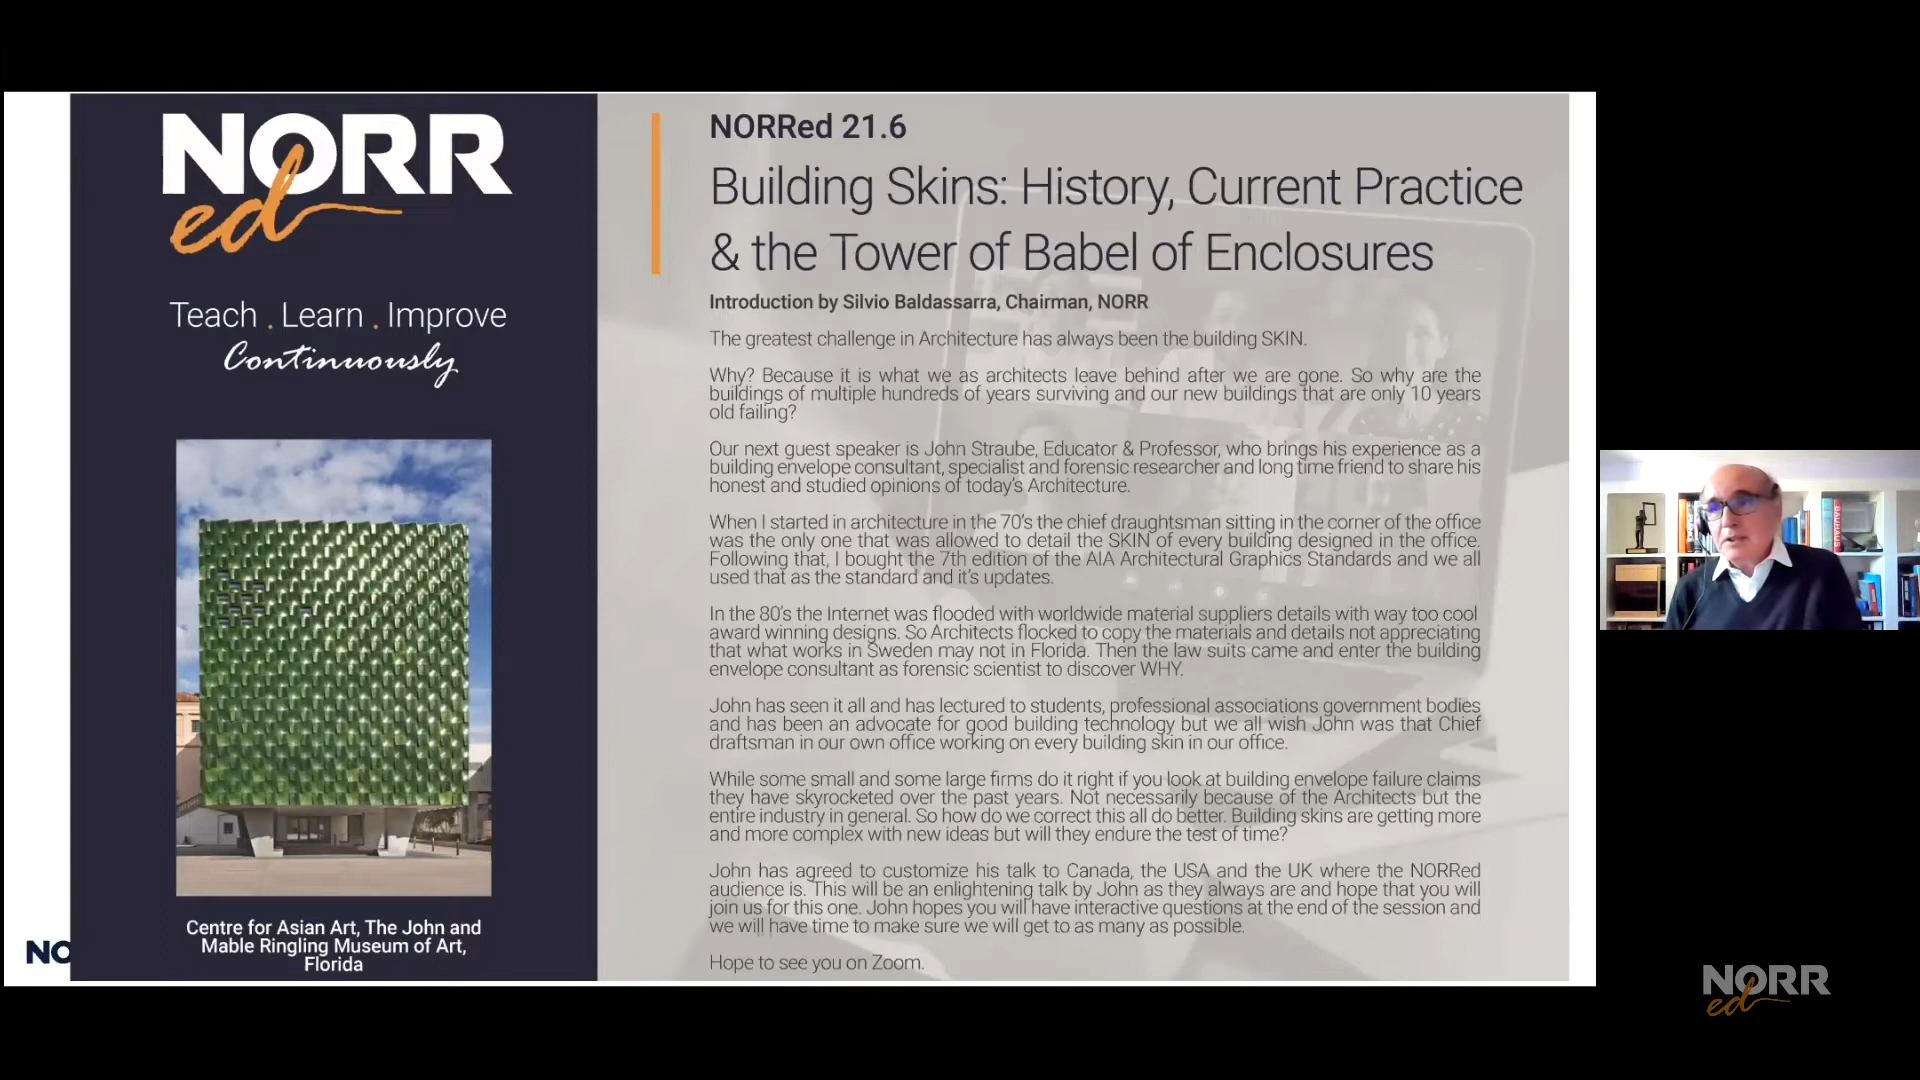 NORR
ed
Teach . Learn . Improve
Continuously
Centre for Asian Art, The John and
Mable Ringling Museum of Art,
Florida
NO
NORRed 21.6
Building Skins: History, Current Practice
& the Tower of Babel of Enclosures
Introduction by Silvio Baldassarra, Chairman, NORR
The greatest challenge in Architecture has always been the building SKIN.
Why? Because it is what we as architects leave behind after we are gone. So why are the
buildings of multiple hundreds of years surviving and our new buildings that are only 10 years
old failing?
Our next guest speaker is John Straube, Educator & Professor, who brings his experience as a
building envelope consultant, specialist and forensic researcher and long time friend to share his
honest and studied opinions of today's Architecture.
When I started in architecture in the 70's the chief draughtsman sitting in the corner of the office
was the only one that was allowed to detail the SKIN of every building designed in the office.
Following that, I bought the 7th edition of the AIA Architectural Graphics Standards and we all
used that as the standard and it's updates.
In the 80's the Internet was flooded with worldwide material suppliers details with way too cool
award winning designs. So Architects flocked to copy the materials and details not appreciating
that what works in Sweden may not in Florida. Then the law suits came and enter the building
envelope consultant as forensic scientist to discover WHY.
John has seen it all and has lectured to students, professional associations government bodies
and has been an advocate for good building technology but we all wish John was that Chief
draftsman in our own office working on every building skin in our office.
While some small and some large firms do it right if you look at building envelope failure claims
they have skyrocketed over the past years. Not necessarily because of the Architects but the
entire industry in general. So how do we correct this all do better. Building skins are getting more
and more complex with new ideas but will they endure the test of time?
John has agreed to customize his talk to Canada, the USA and the UK where the NORRed
audience is. This will be an enlightening talk by John as they always are and hope that you will
join us for this one. John hopes you will have interactive questions at the end of the session and
we will have time to make sure we will get to as many as possible.
Hope to see you on Zoom.
BAUHAUS
NORR
ed